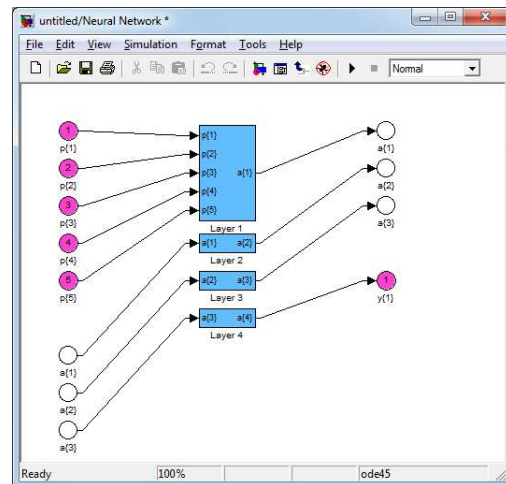 untitled/Neural Network *
File Edit View Simulation Format Tools Help
Normal
1
p{1}
2
p{2}
3
p{3}
4
p{4}
5
p{5}
p{1}
p{2}
p{3} a{1}
p{4}
p{5}
Layer 1
a{1} a{2}
Layer 2
a{2} a{3}
Layer 3
a{3} a{4}
Layer 4
a{1}
a{2}
a{3}
1
y{1}
a{1}
a{2}
a{3}
Ready 100% ode45